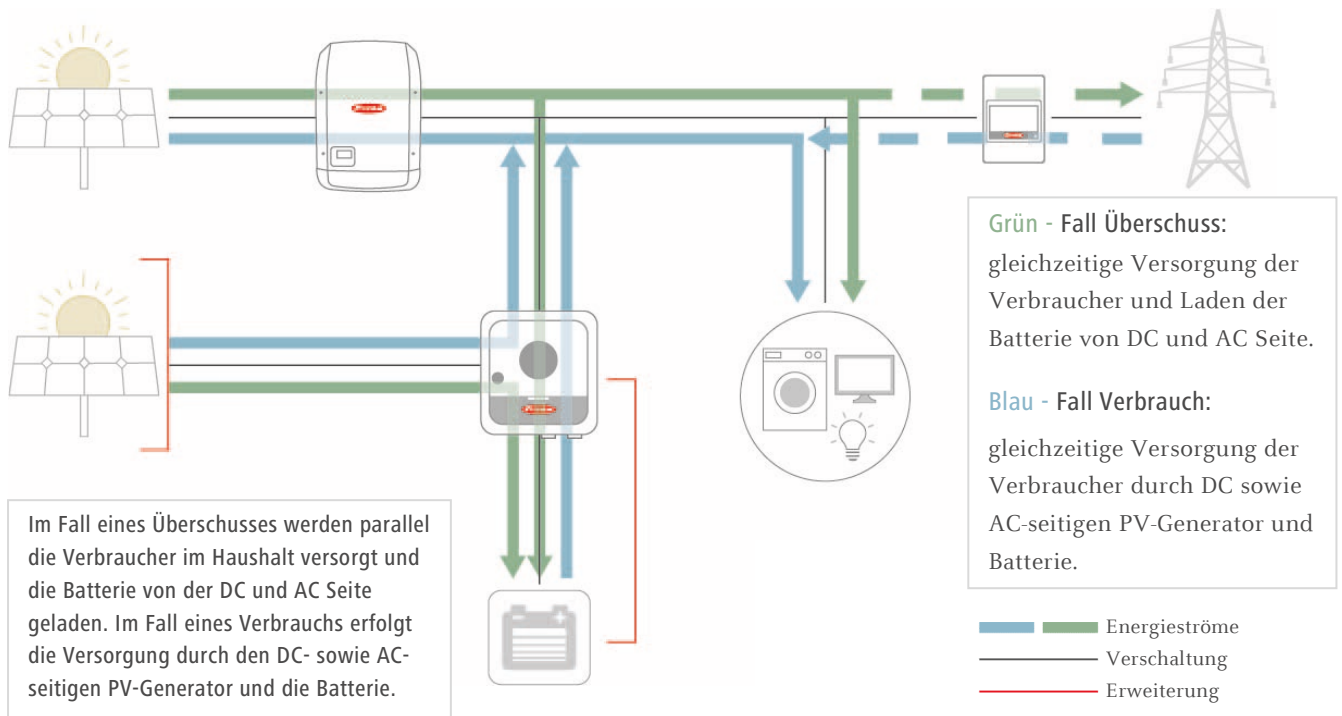 Grün - Fall Überschuss:
gleichzeitige Versorgung der
Verbraucher und Laden der
Batterie von DC und AC Seite.
Blau - Fall Verbrauch:
gleichzeitige Versorgung der
Verbraucher durch DC sowie
AC-seitigen PV-Generator und
Batterie.
Im Fall eines Überschusses werden parallel
die Verbraucher im Haushalt versorgt und
die Batterie von der DC und AC Seite
geladen. Im Fall eines Verbrauchs erfolgt
die Versorgung durch den DC- sowie AC-
seitigen PV-Generator und die Batterie.
Energieströme
Verschaltung
Erweiterung